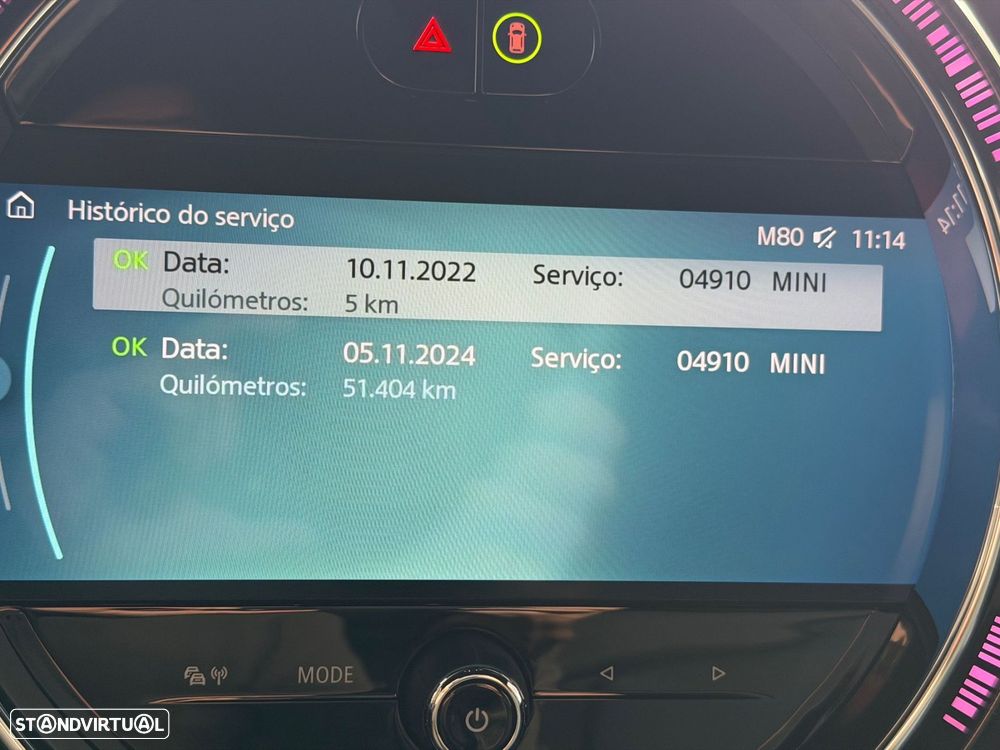 Histórico do serviço
M80 11:14
OK Data: 10.11.2022 Serviço: 04910 MINI
Quilómetros: 5 km
OK Data: 05.11.2024 Serviço: 04910 MINI
Quilómetros: 51.404 km
MODE
STANDVIRTUAL